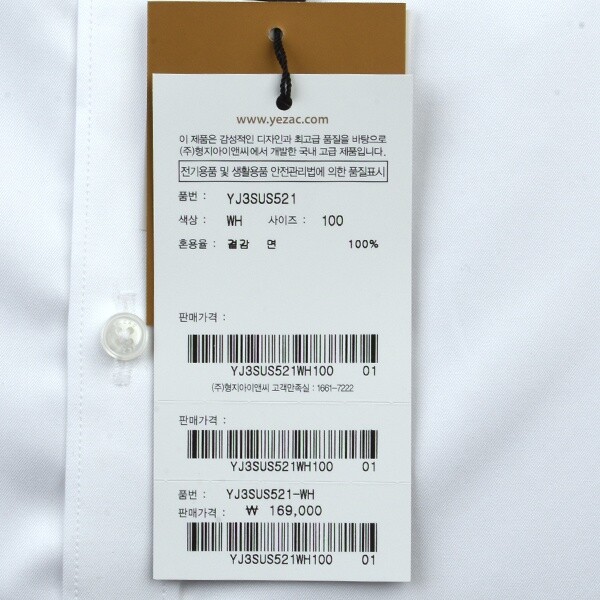 www.yezac.com
이 제품은 감성적인 디자인과 최고급 품질을 바탕으로
(주)형지아이앤씨에서 개발한 국내 고급 제품입니다.
전기용품 및 생활용품 안전관리법에 의한 품질표시
품번 : YJ3SUS521
색상 : WH 사이즈 : 100
혼용율 : 겉감 면 100%
판매가격 :
YJ3SUS521WH100 01
(주)형지아이앤씨 고객만족실 : 1661-7222
판매가격 :
YJ3SUS521WH100 01
품번 : YJ3SUS521-WH
판매가격 : ₩ 169,000
YJ3SUS521WH100 01